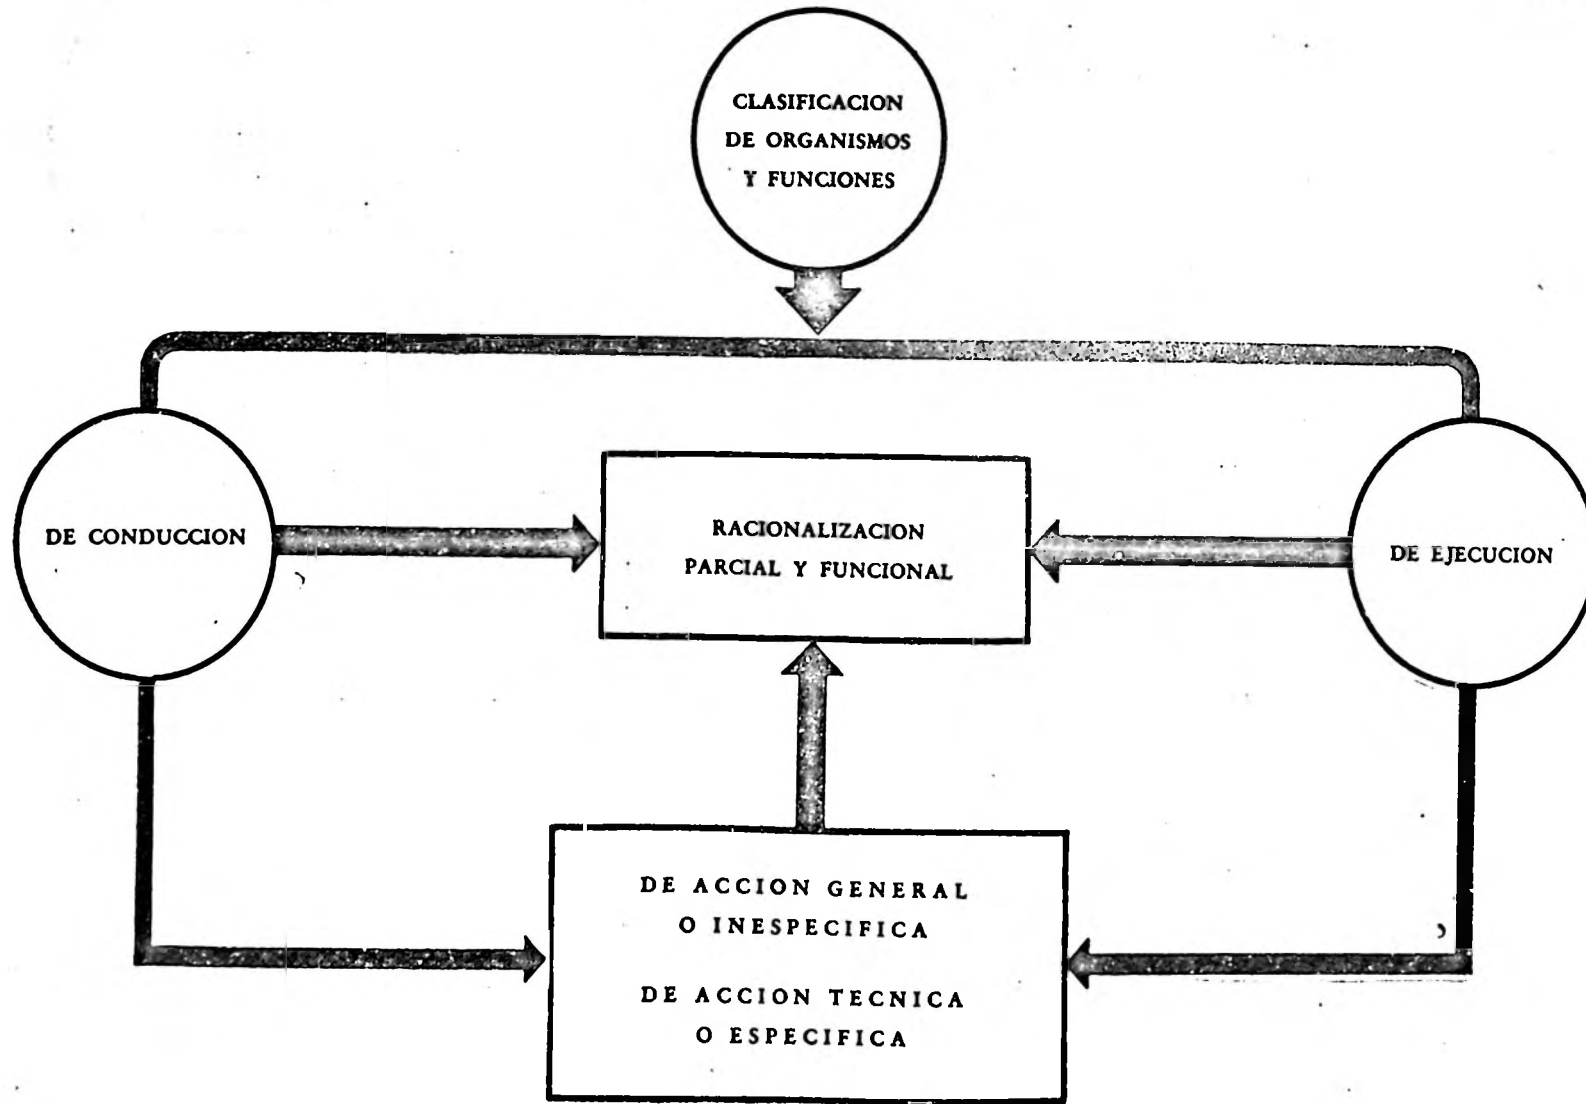 CLASIFICACION
DE ORGANISMOS
Y FUNCIONES
DE CONDUCCION
RACIONALIZACION
PARCIAL Y FUNCIONAL
DE EJECUCION
DE ACCION GENERAL
O INESPECIFICA
DE ACCION TECNICA
O ESPECIFICA